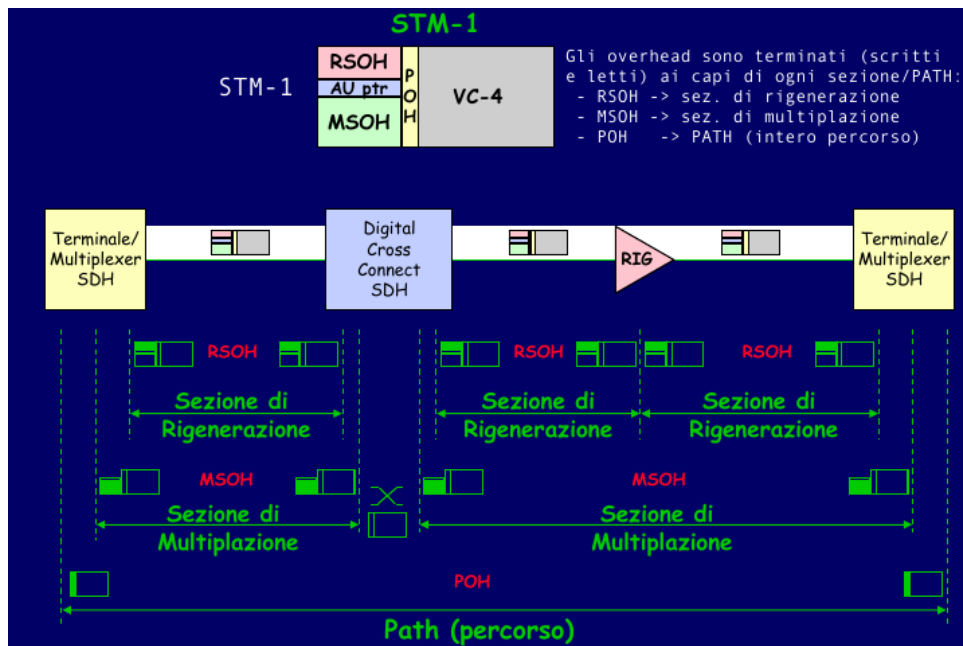 STM-1
STM-1
RSOH
AU ptr
MSOH
POH
VC-4
Gli overhead sono terminati (scritti
e letti) ai capi di ogni sezione/PATH:
- RSOH -> sez. di rigenerazione
- MSOH -> sez. di multiplazione
- POH -> PATH (intero percorso)
Terminale/
Multiplexer
SDH
Digital
Cross
Connect
SDH
RIG
Terminale/
Multiplexer
SDH
RSOH
RSOH
RSOH
Sezione di
Rigenerazione
Sezione di
Rigenerazione
Sezione di
Rigenerazione
MSOH
MSOH
Sezione di
Multiplazione
Sezione di
Multiplazione
POH
Path (percorso)